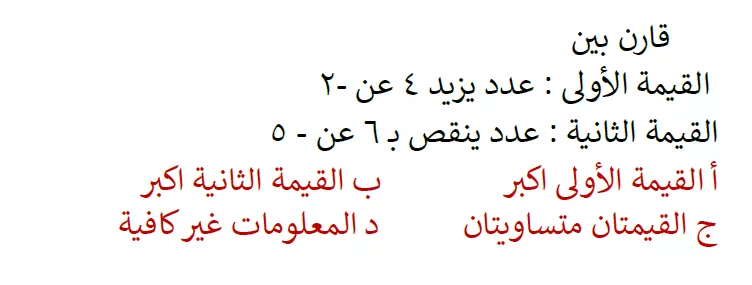 قارن بين
القيمة الأولى : عدد يزيد ٤ عن -٢
القيمة الثانية : عدد ينقص بـ ٦ عن - ٥
أ القيمة الأولى اكبر ب القيمة الثانية اكبر
ج القيمتان متساويتان د المعلومات غير كافية